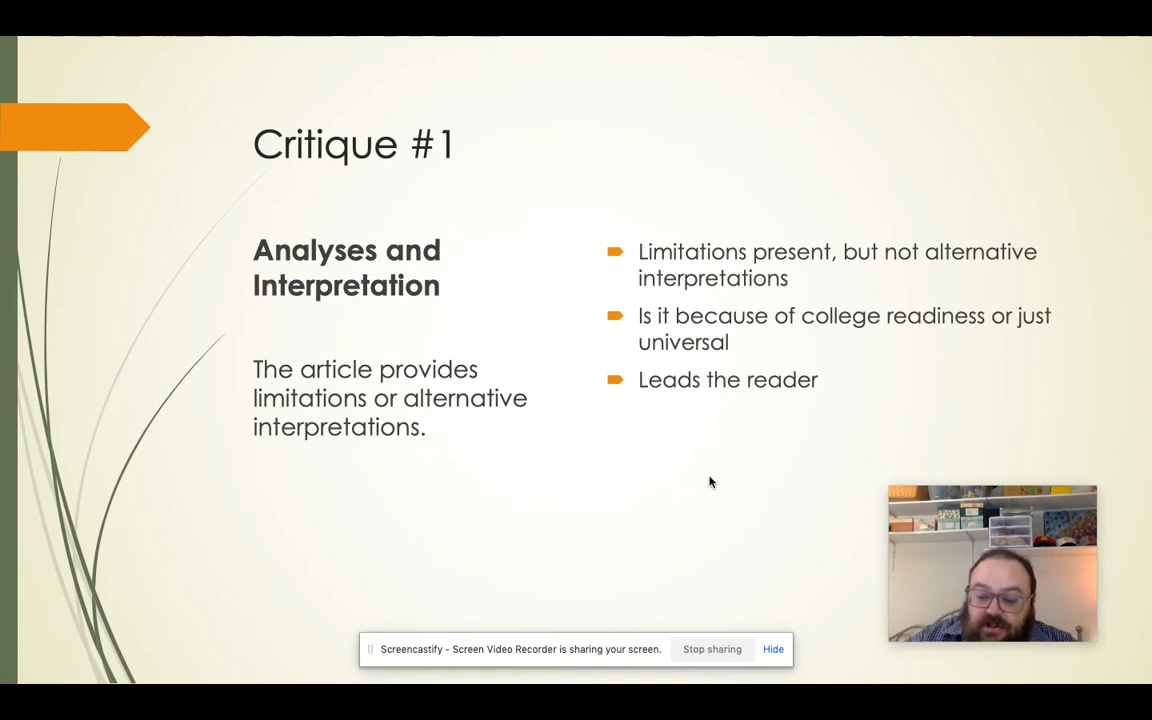 Critique #1
Analyses and
Interpretation
The article provides
limitations or alternative
interpretations.
Limitations present, but not alternative
interpretations
Is it because of college readiness or just
universal
Leads the reader
Screencastify - Screen Video Recorder is sharing your screen. Stop sharing Hide